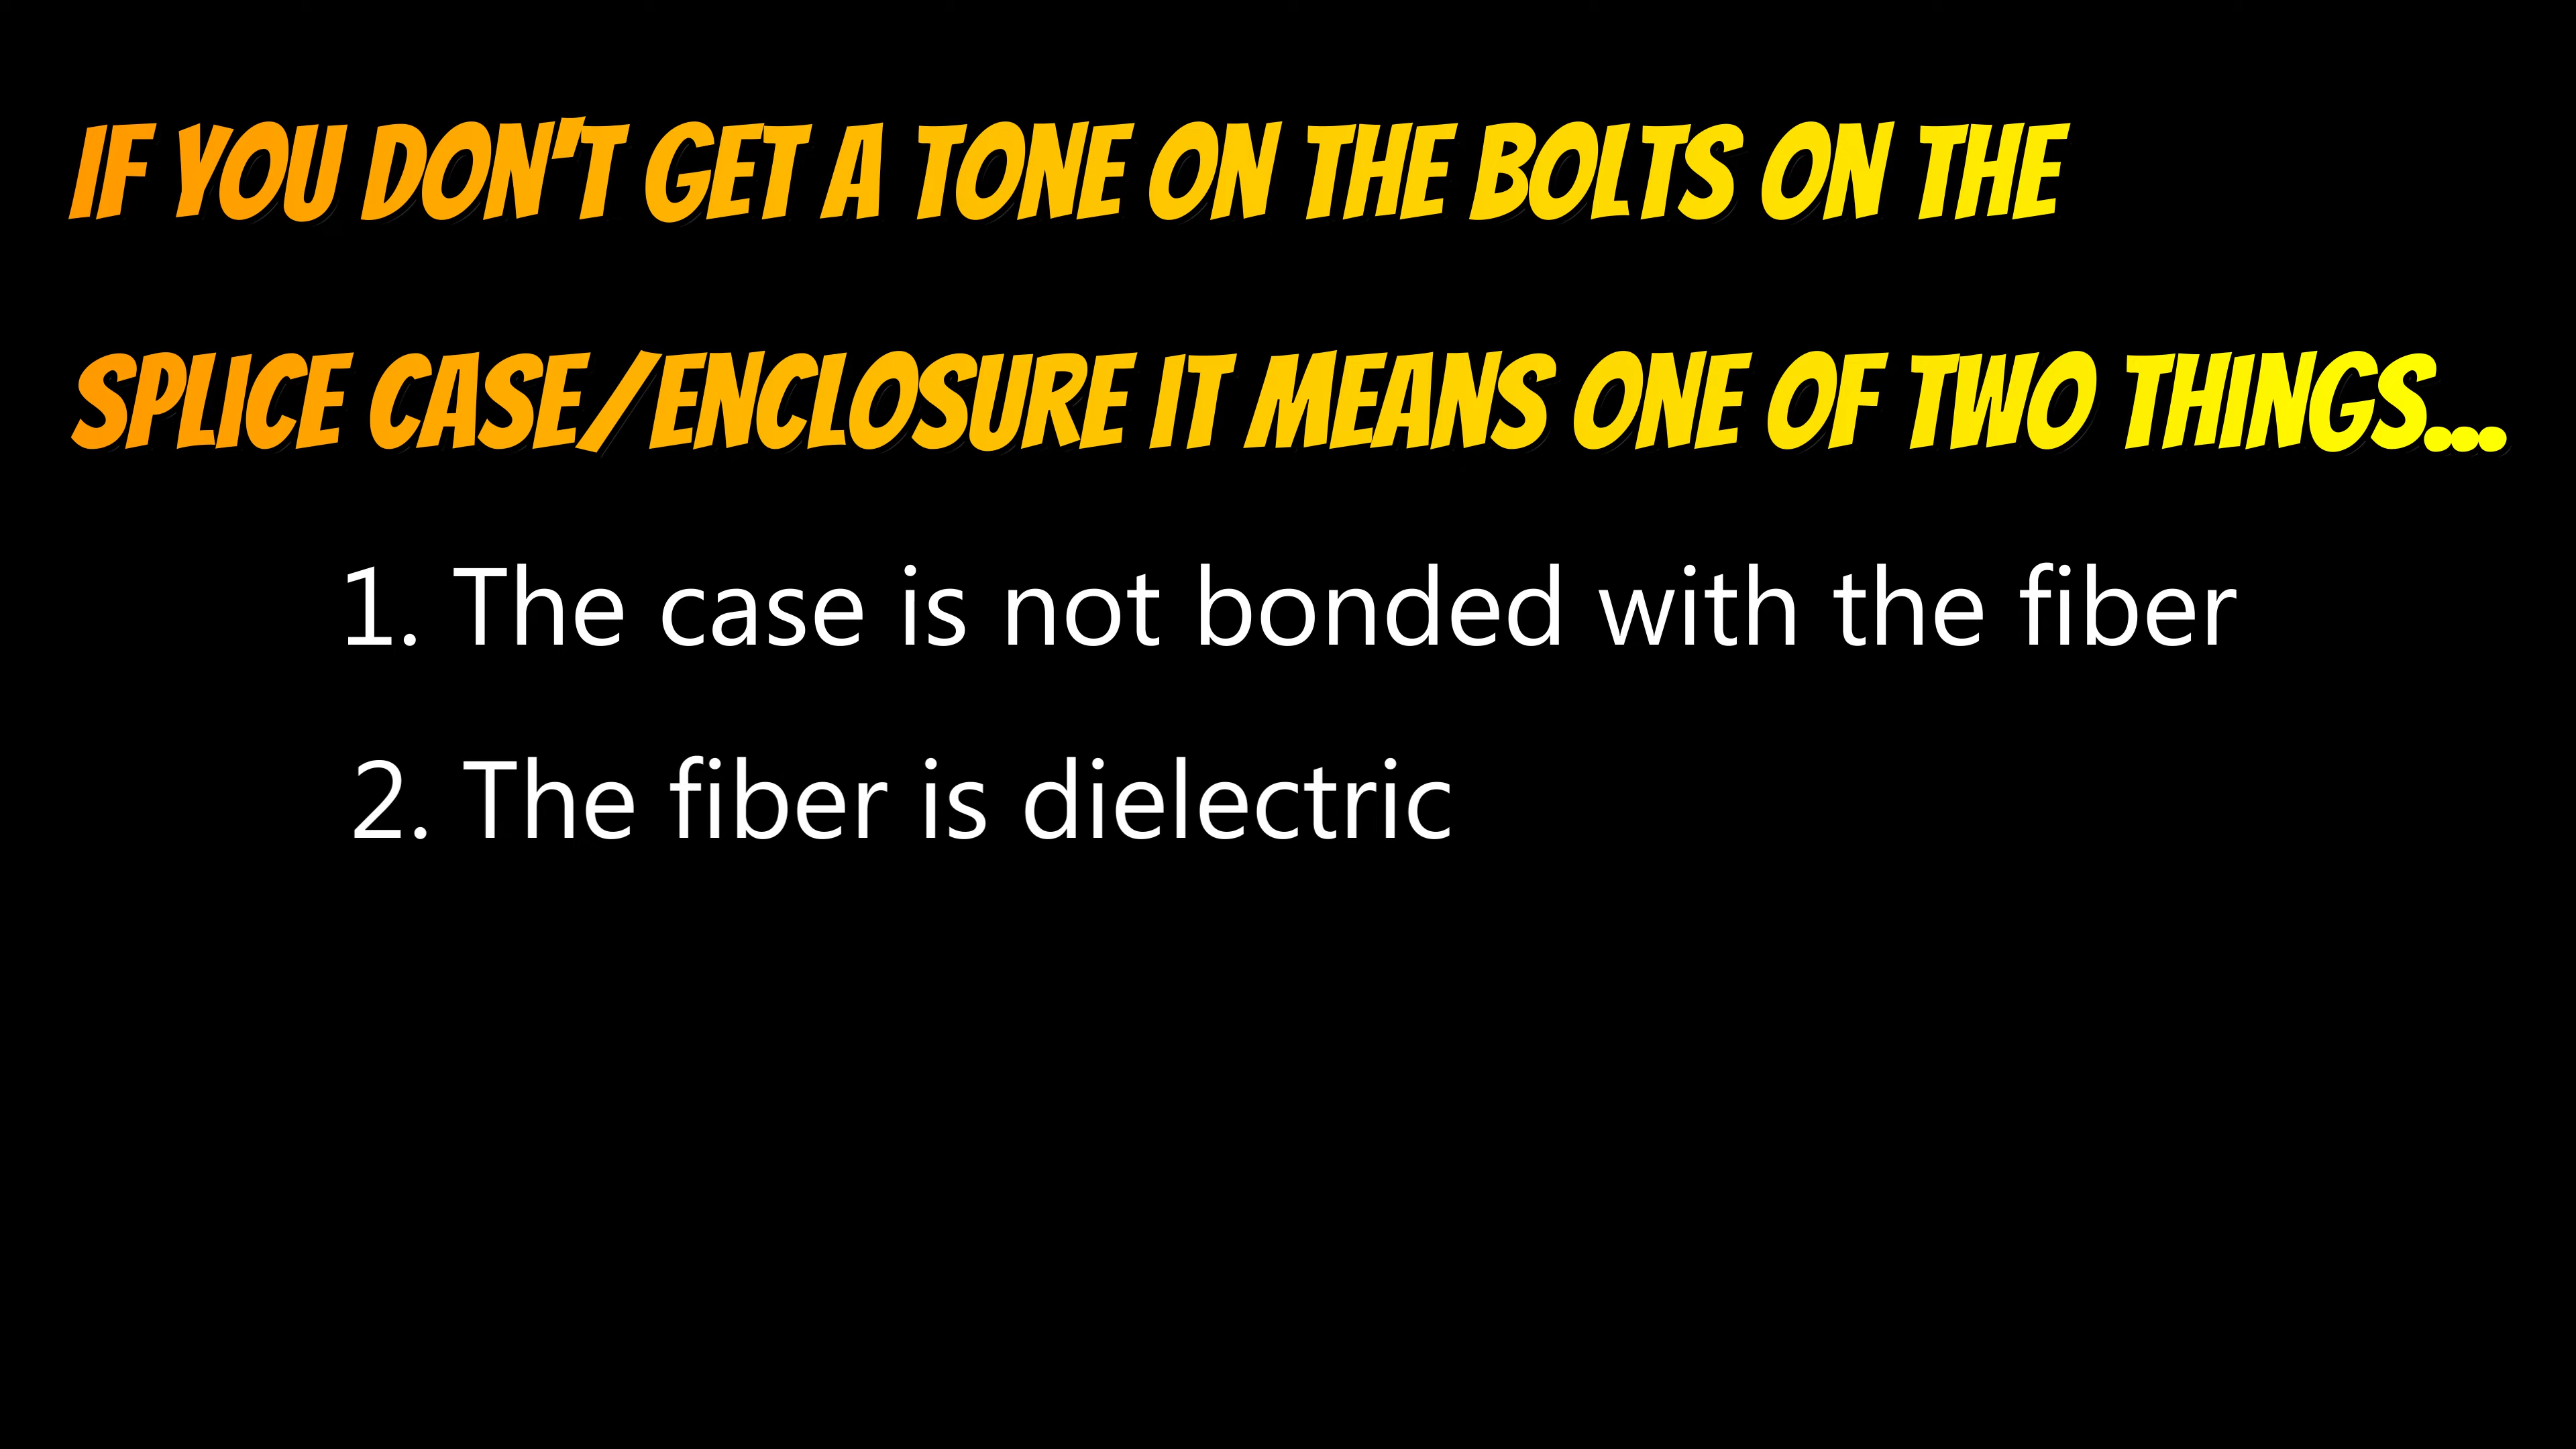 IF YOU DON'T GET A TONE ON THE BOLTS ON THE
SPLICE CASE/ENCLOSURE IT MEANS ONE OF TWO THINGS...
1. The case is not bonded with the fiber
2. The fiber is dielectric